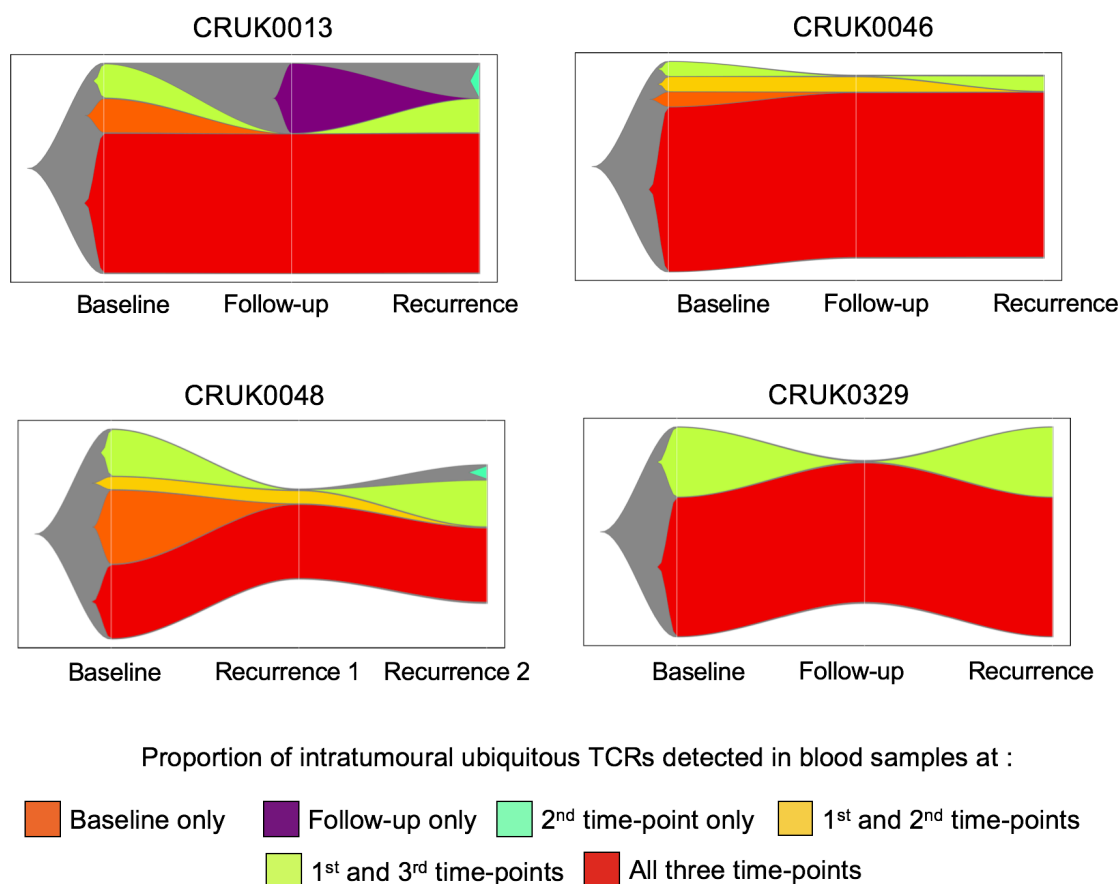 CRUK0013
CRUK0046
Baseline
Follow-up
Recurrence
Baseline
Follow-up
Recurrence
CRUK0048
CRUK0329
Baseline
Recurrence 1
Recurrence 2
Baseline
Follow-up
Recurrence
Proportion of intratumoural ubiquitous TCRs detected in blood samples at :
Baseline only
Follow-up only
2nd time-point only
1st and 2nd time-points
1st and 3rd time-points
All three time-points